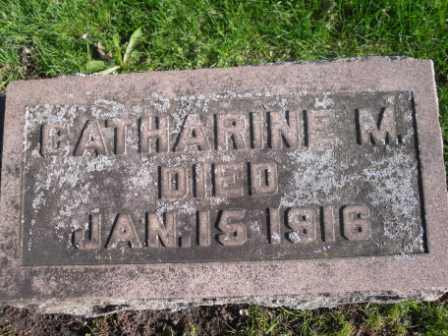 CATHARINE M.
DIED
JAN. 15 1916